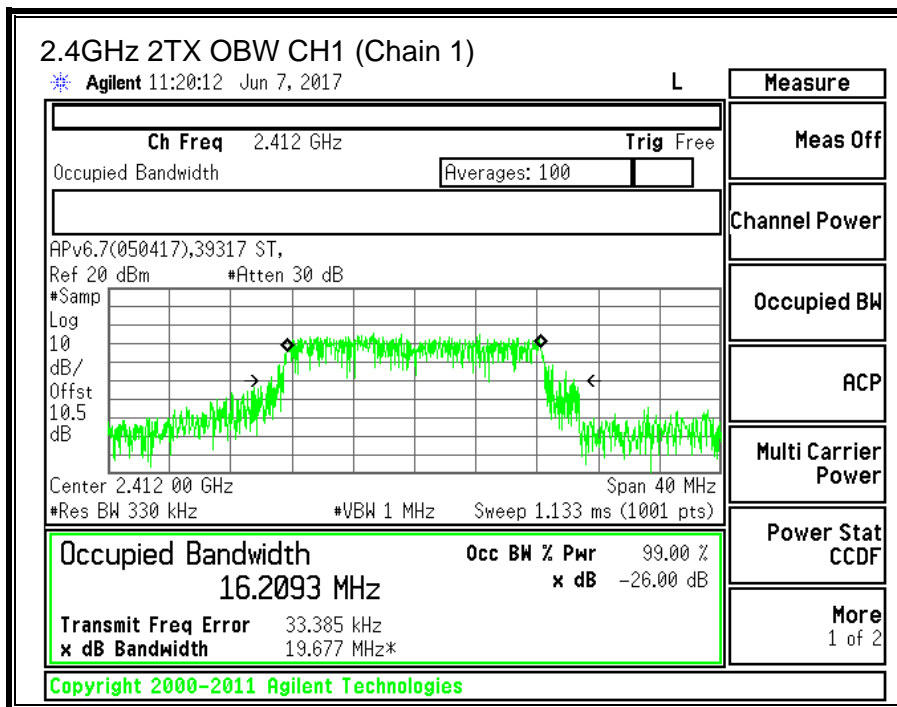 2.4GHz 2TX OBW CH1 (Chain 1)
Agilent 11:20:12 Jun 7, 2017 L
Measure
Ch Freq 2.412 GHz Trig Free
Meas Off
Occupied Bandwidth Averages: 100
Channel Power
APv6.7(050417),39317 ST,
Ref 20 dBm #Atten 30 dB
#Samp
Log
10
dB/
Offst
10.5
dB
Occupied BW
ACP
Multi Carrier
Power
Center 2.412 00 GHz Span 40 MHz
#Res BW 330 kHz #VBW 1 MHz Sweep 1.133 ms (1001 pts)
Power Stat
CCDF
Occupied Bandwidth Occ BW % Pwr 99.00 %
16.2093 MHz x dB -26.00 dB
Transmit Freq Error 33.385 kHz
x dB Bandwidth 19.677 MHz*
More
1 of 2
Copyright 2000-2011 Agilent Technologies